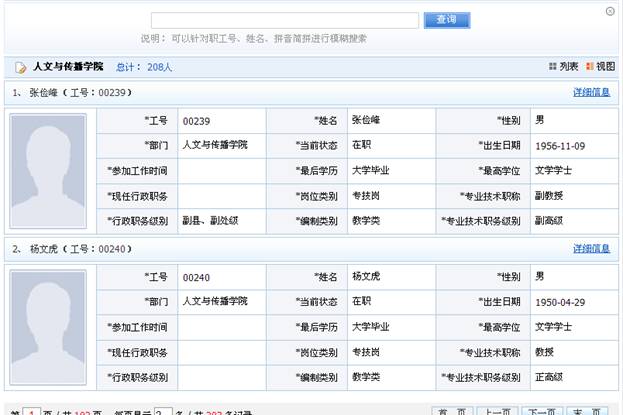 查询
说明： 可以针对职工号、姓名、拼音简拼进行模糊搜索
人文与传播学院 总计： 208人 列表 视图
1、 张俭峰 ( 工号：00239 ) 详细信息
*工号 00239 *姓名 张俭峰 *性别 男
*部门 人文与传播学院 *当前状态 在职 *出生日期 1956-11-09
*参加工作时间 *最后学历 大学毕业 *最高学位 文学学士
*现任行政职务 *岗位类别 专技岗 *专业技术职称 副教授
*行政职务级别 副县、副处级 *编制类别 教学类 *专业技术职务级别 副高级
2、 杨文虎 ( 工号：00240 ) 详细信息
*工号 00240 *姓名 杨文虎 *性别 男
*部门 人文与传播学院 *当前状态 在职 *出生日期 1950-04-29
*参加工作时间 *最后学历 大学毕业 *最高学位 文学学士
*现任行政职务 *岗位类别 专技岗 *专业技术职称 教授
*行政职务级别 *编制类别 教学类 *专业技术职务级别 正高级
第 1 页 / 共 页 每页显示 2 条 / 共 条记录 首 页 上一页 下一页 末 页